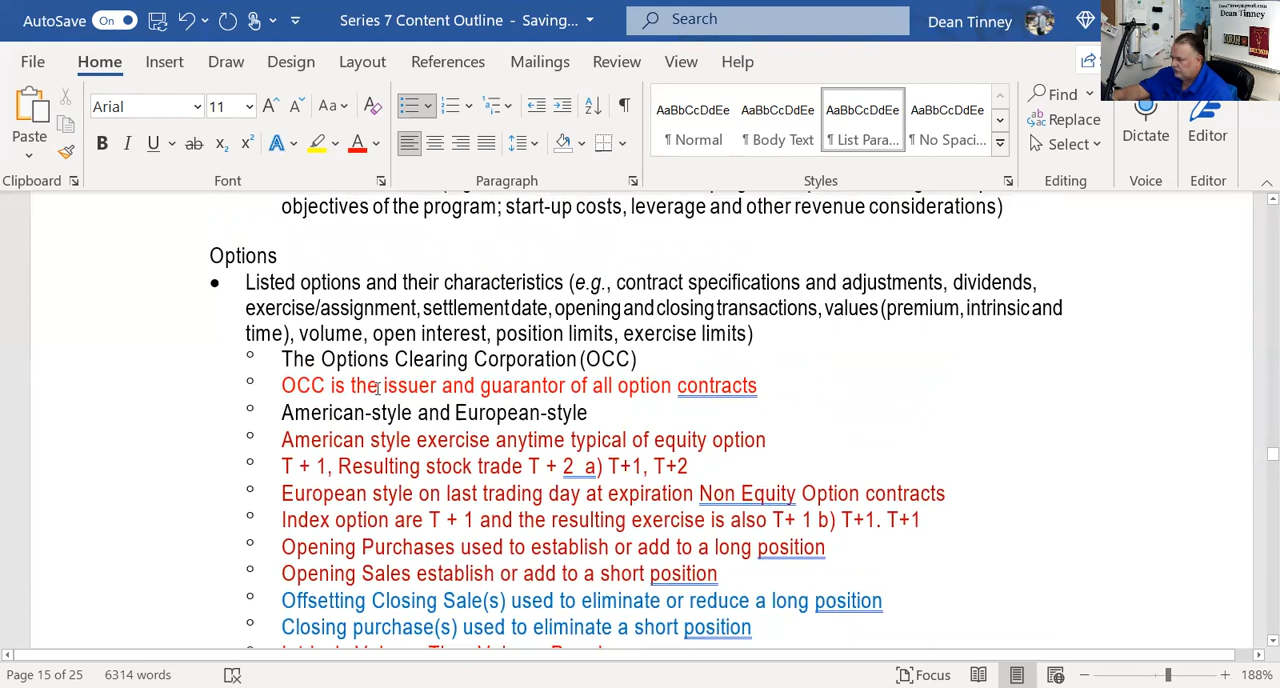 AutoSave On Series 7 Content Outline - Saving... Search Dean Tinney
Dean Tinney
File Home Insert Draw Design Layout References Mailings Review View Help
Arial 11 Aa
AaBbCcDdEe AaBbCcDdEe AaBbCcDdEe AaBbCcDdEe
Find
Replace
Select
Paste
B I U ab x₂ x² A A
¶ Normal ¶ Body Text ¶ List Para... ¶ No Spaci...
Dictate Editor
Clipboard Font Paragraph Styles Editing Voice Editor
objectives of the program; start-up costs, leverage and other revenue considerations)
Options
• Listed options and their characteristics (e.g., contract specifications and adjustments, dividends,
exercise/assignment, settlement date, opening and closing transactions, values (premium, intrinsic and
time), volume, open interest, position limits, exercise limits)
° The Options Clearing Corporation (OCC)
° OCC is the issuer and guarantor of all option contracts
° American-style and European-style
° American style exercise anytime typical of equity option
° T + 1, Resulting stock trade T + 2 a) T+1, T+2
° European style on last trading day at expiration Non Equity Option contracts
° Index option are T + 1 and the resulting exercise is also T+ 1 b) T+1. T+1
° Opening Purchases used to establish or add to a long position
° Opening Sales establish or add to a short position
° Offsetting Closing Sale(s) used to eliminate or reduce a long position
° Closing purchase(s) used to eliminate a short position
Page 15 of 25 6314 words Focus 188%